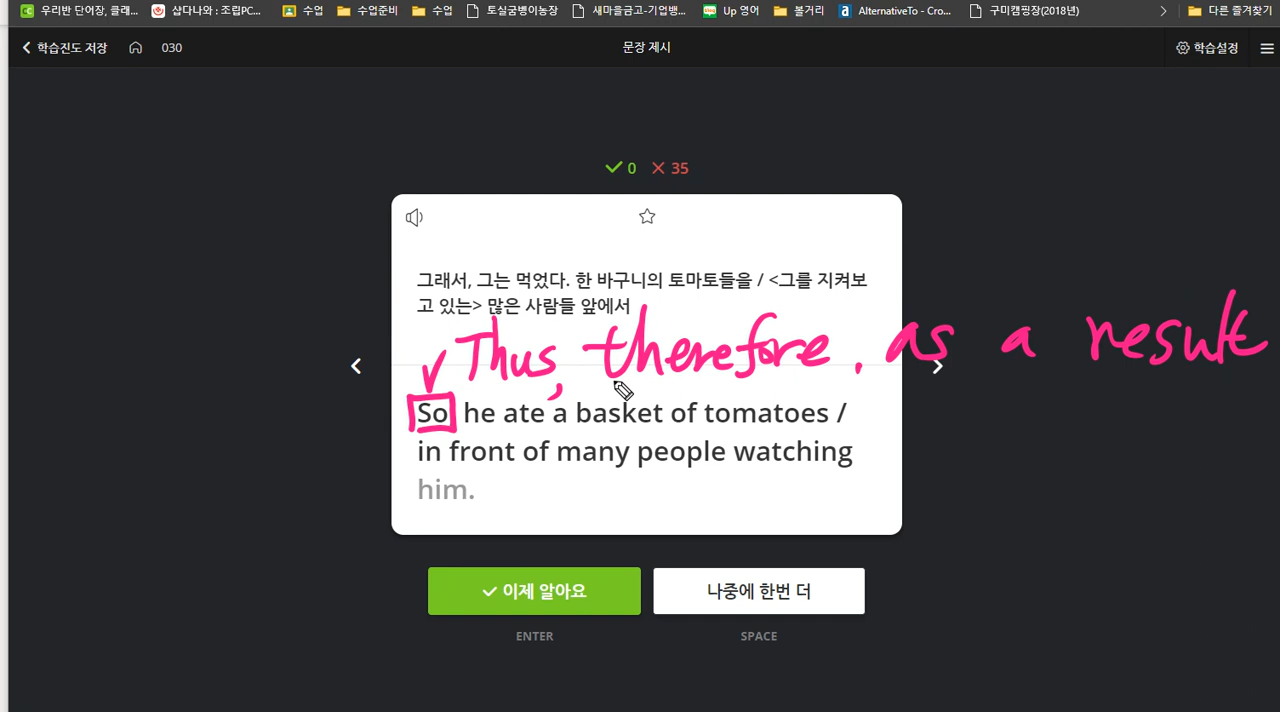 우리반 단어장, 클래... 삽다나와 : 조립PC... 수업 수업준비 수업 토실굼벵이농장 새마을금고-기업뱅... Up 영어 볼거리 AlternativeTo - Cro... 구미캠핑장(2018년) 다른 즐겨찾기
학습진도 저장 030 문장 제시 학습설정
0 35
그래서, 그는 먹었다. 한 바구니의 토마토들을 / <그를 지켜보
고 있는> 많은 사람들 앞에서
Thus, therefore. as a result
So he ate a basket of tomatoes /
in front of many people watching
him.
이제 알아요 나중에 한번 더
ENTER SPACE